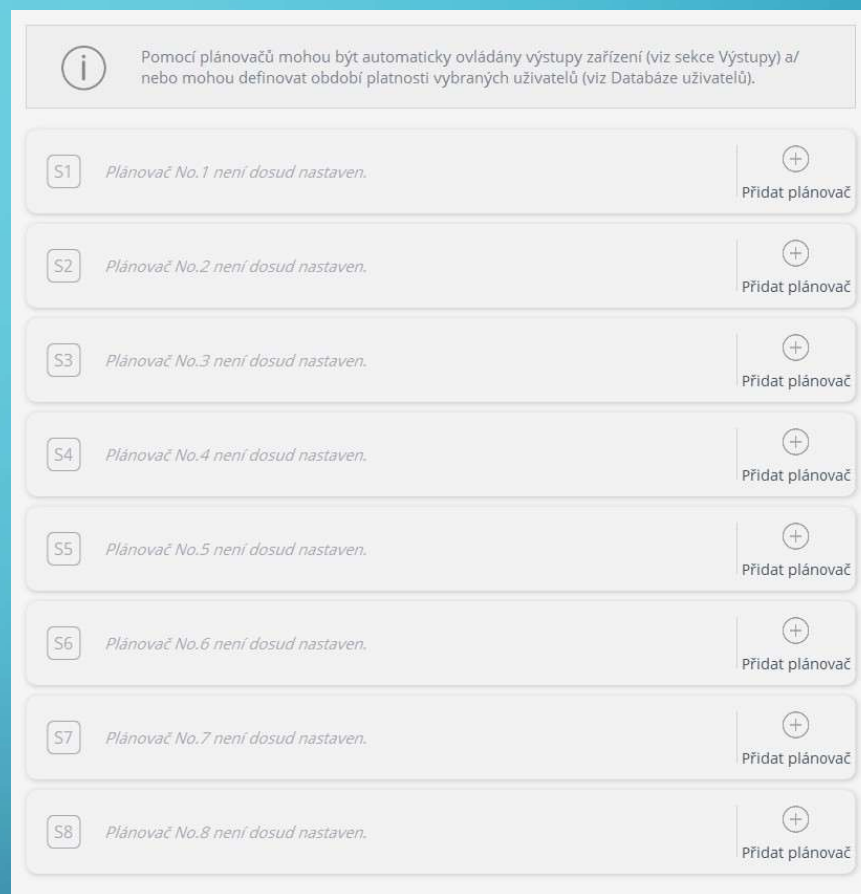 Pomocí plánovačů mohou být automaticky ovládány výstupy zařízení (viz sekce Výstupy) a/
nebo mohou definovat období platnosti vybraných uživatelů (viz Databáze uživatelů).
S1 Plánovač No.1 není dosud nastaven.
Přidat plánovač
S2 Plánovač No.2 není dosud nastaven.
Přidat plánovač
S3 Plánovač No.3 není dosud nastaven.
Přidat plánovač
S4 Plánovač No.4 není dosud nastaven.
Přidat plánovač
S5 Plánovač No.5 není dosud nastaven.
Přidat plánovač
S6 Plánovač No.6 není dosud nastaven.
Přidat plánovač
S7 Plánovač No.7 není dosud nastaven.
Přidat plánovač
S8 Plánovač No.8 není dosud nastaven.
Přidat plánovač